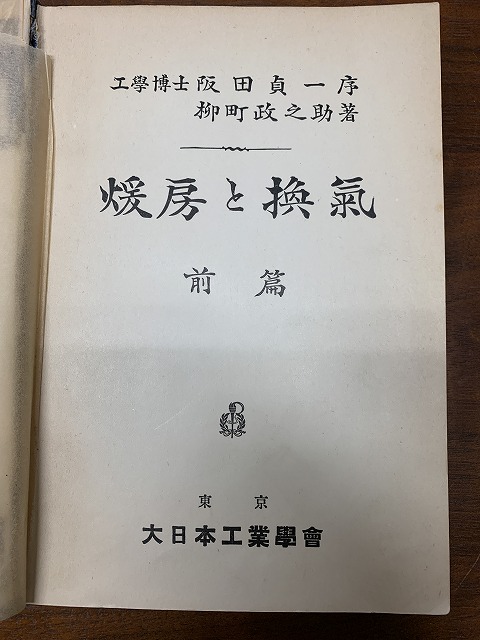 工學博士 阪田貞一序
柳町政之助著
煖房と換氣
前篇
東京
大日本工業學會